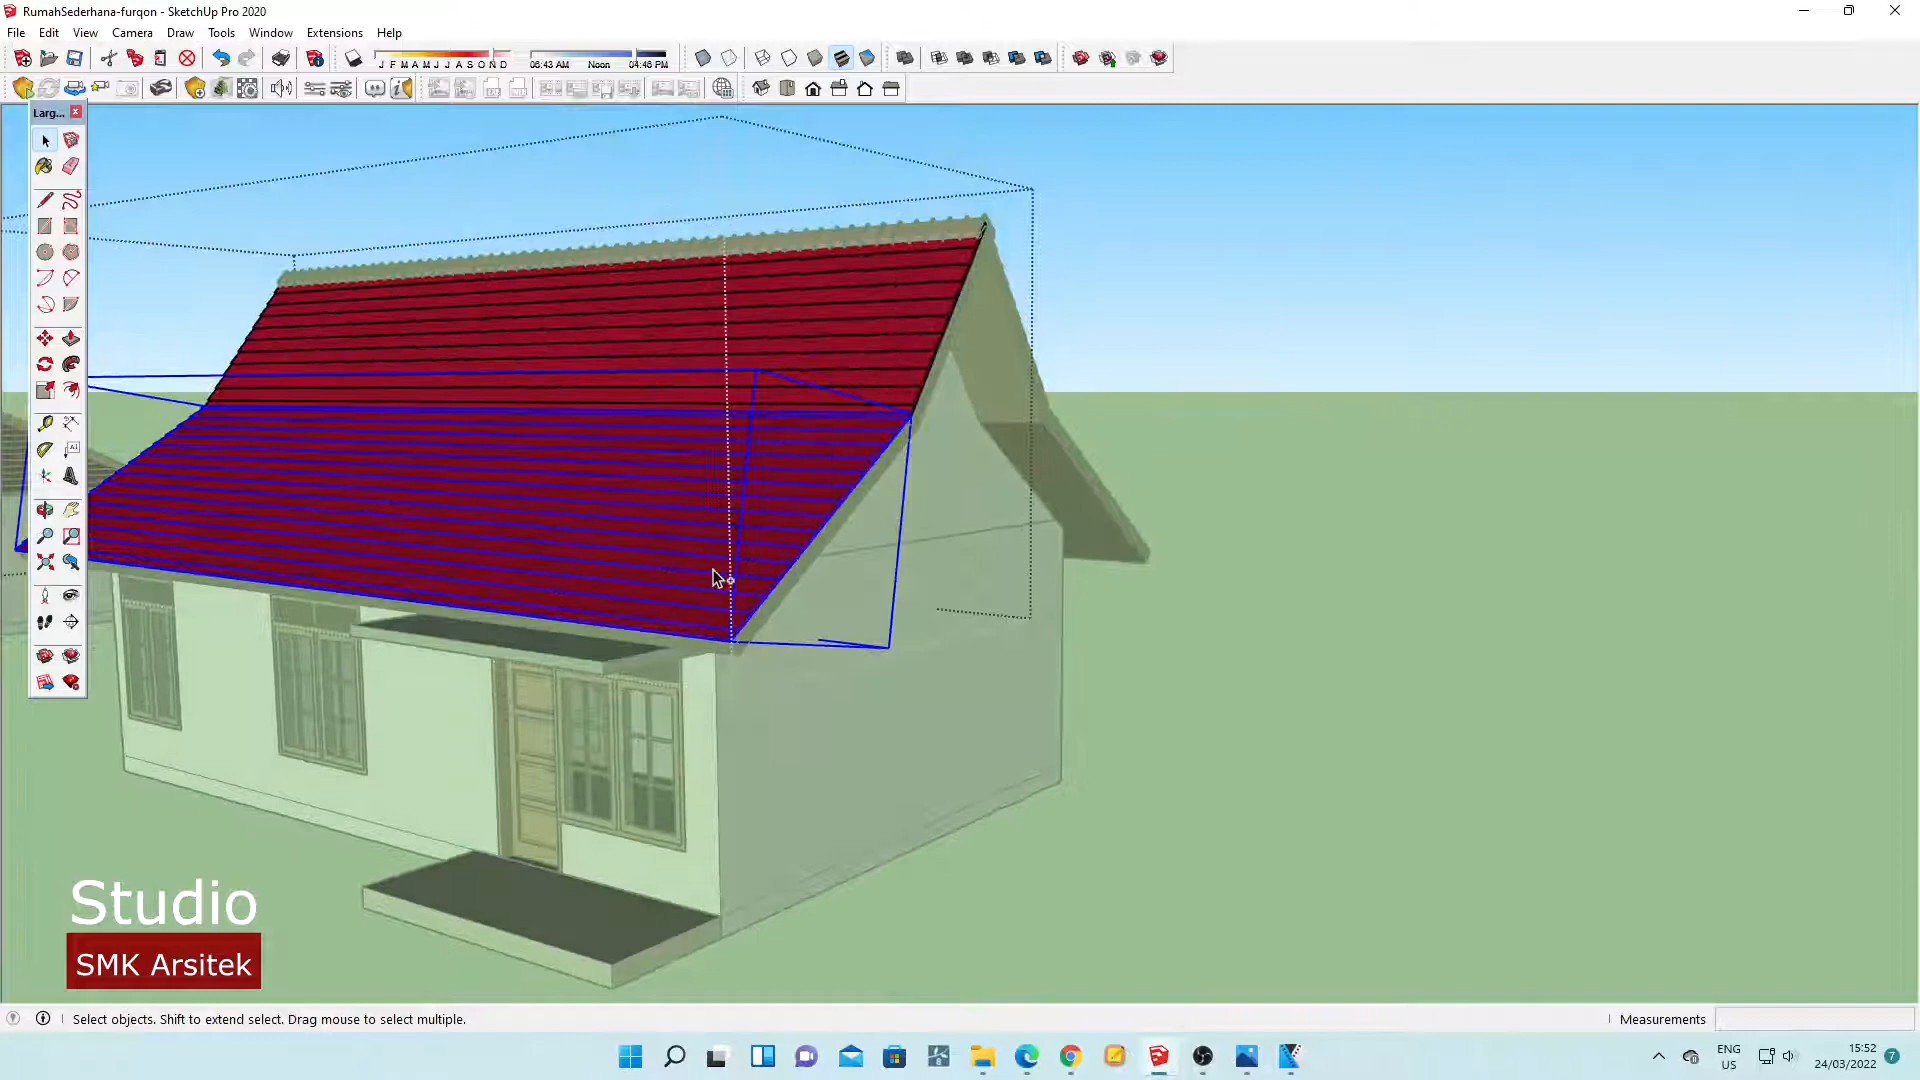 RumahSederhana-furqon - SketchUp Pro 2020
File Edit View Camera Draw Tools Window Extensions Help
J F M A M J J A S O N D 06:43 AM Noon 04:46 PM
Larg...
A1
Studio
SMK Arsitek
Select objects. Shift to extend select. Drag mouse to select multiple.
Measurements
ENG
US
15:52
24/03/2022
7